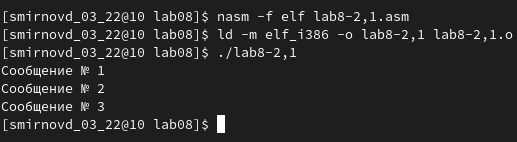 [smirnovd_03_22@10 lab08]$ nasm -f elf lab8-2,1.asm
[smirnovd_03_22@10 lab08]$ ld -m elf_i386 -o lab8-2,1 lab8-2,1.o
[smirnovd_03_22@10 lab08]$ ./lab8-2,1
Сообщение № 1
Сообщение № 2
Сообщение № 3
[smirnovd_03_22@10 lab08]$